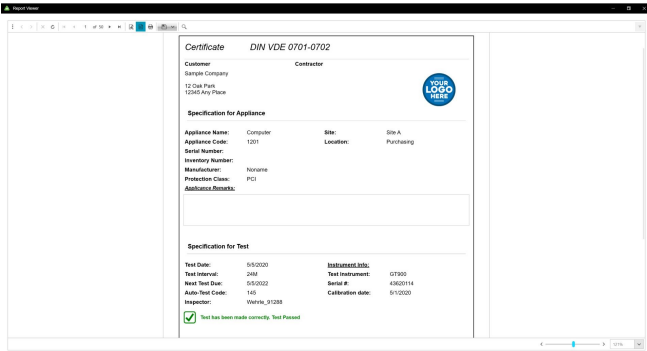 Report Viewer
1 of 50
Certificate DIN VDE 0701-0702
Customer Contractor
Sample Company
12 Oak Park
12345 Any Place
YOUR
LOGO
HERE
Specification for Appliance
Appliance Name: Computer Site: Site A
Appliance Code: 1201 Location: Purchasing
Serial Number:
Inventory Number:
Manufacturer: Noname
Protection Class: PCI
Applicance Remarks:
Specification for Test
Test Date: 5/5/2020 Instrument Info:
Test Interval: 24M Test Instrument: GT900
Next Test Due: 5/5/2022 Serial #: 43620114
Auto-Test Code: 145 Calibration date: 5/1/2020
Inspector: Wehrle_91288
Test has been made correctly. Test Passed